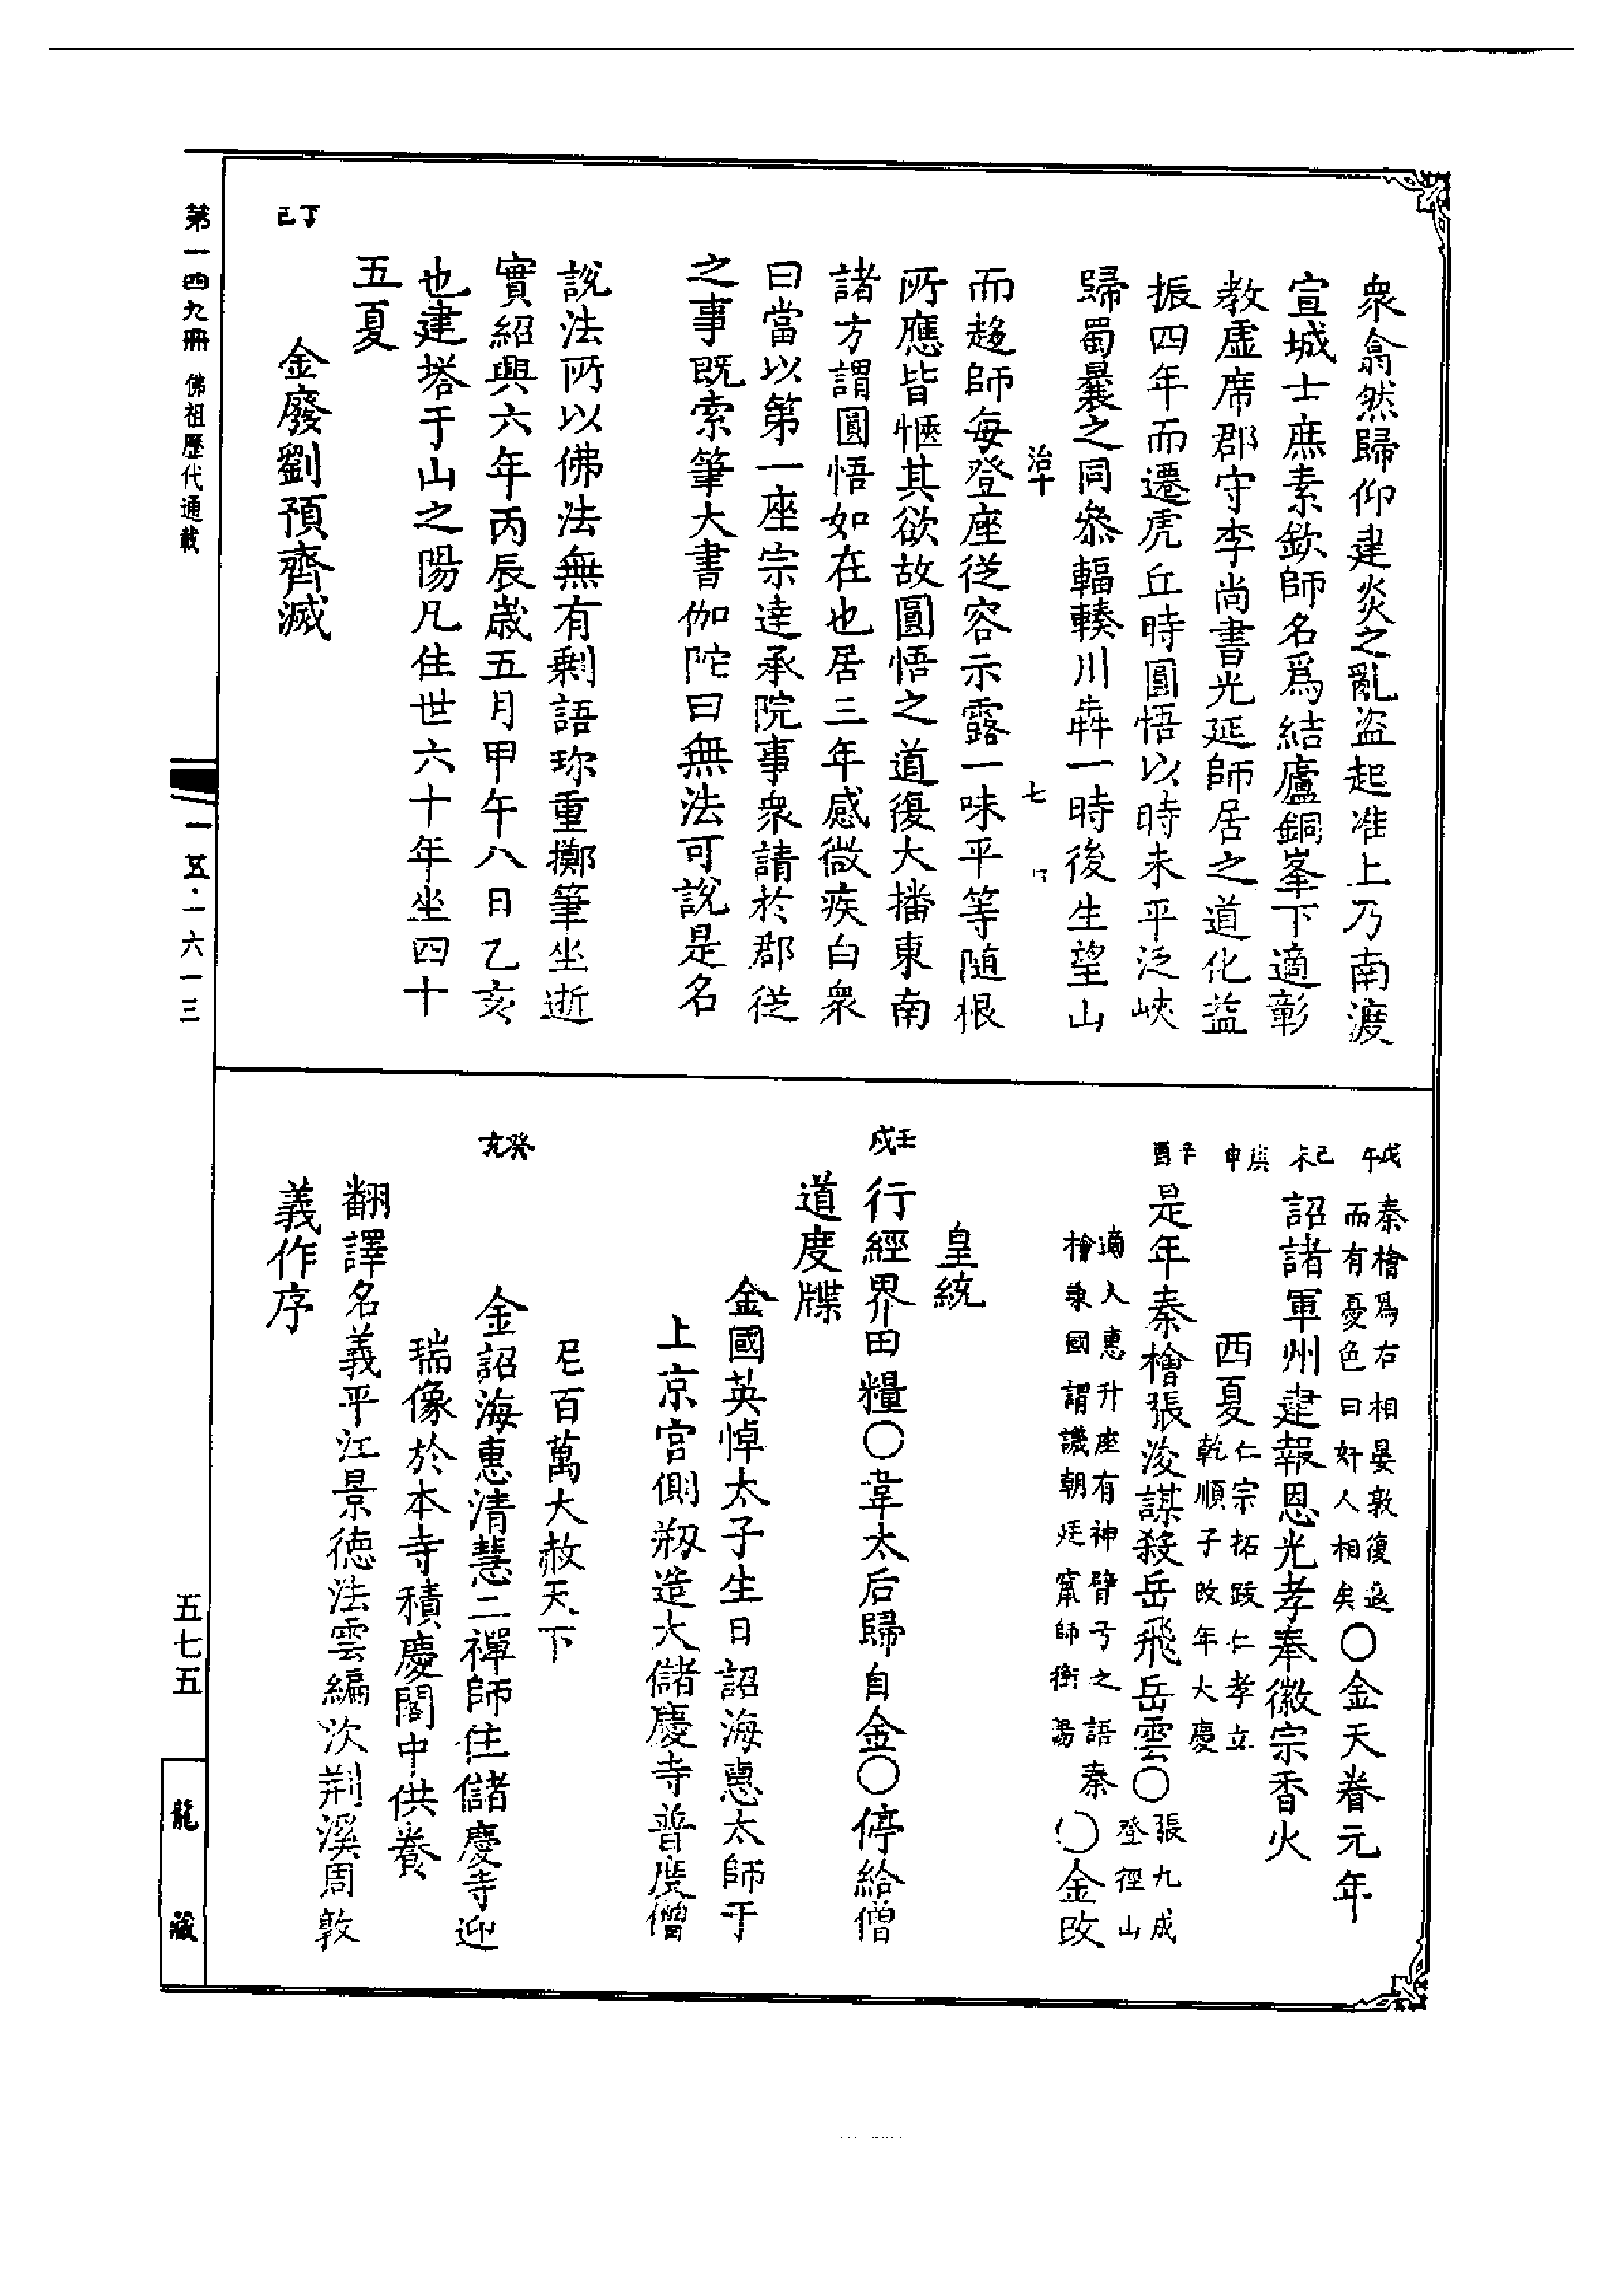 衆翕然歸仰建炎之亂盜起淮上乃南渡
宣城士庶素欽師名爲結廬銅峯下適彰
教虛席郡守李尚書光延師居之道化益
振四年而遷虎丘時圓悟以時未平泛峽
歸蜀曩之同參輻輳川犇一時後生望山
治十 七
而趍師每登座從容示露一味平等隨根
所應皆愜其欲故圓悟之道復大播東南
諸方謂圓悟如在也居三年感微疾白衆
曰當以第一座宗達承院事衆請於郡從
之事既索筆大書伽陀曰無法可說是名
說法所以佛法無有剩語珎重擲筆坐逝
實紹興六年丙辰歲五月甲午八日乙亥
也建塔于山之陽凡住世六十年坐四十
五夏
丁巳
金廢劉預齊滅
戊午
秦檜爲右相晏敦復退
而有憂色曰奸人相矣
〇金天眷元年
己未
詔諸軍州建報恩光孝奉徽宗香火
庚申
西夏
仁宗拓跋仁孝立
乾順子改年大慶
辛酉
是年秦檜張浚謀殺岳飛岳雲〇
張九成
登徑山
適大惠升座有神臂弓之語秦
檜秉國謂譏朝廷竄師衡陽
〇金改
皇統
壬戌
行經界田糧〇韋太后歸自金〇停給僧
道度牒
金國英悼太子生日詔海惠太師于
上京宮側剏造大儲慶寺普度僧
尼百萬大赦天下
癸亥
金詔海惠清慧二禪師住儲慶寺迎
瑞像於本寺積慶閣中供養
翻譯名義平江景德法雲編次荆溪周敦
義作序
第一四九冊 佛祖歷代通載
一五·一六一三
五七五
龍藏